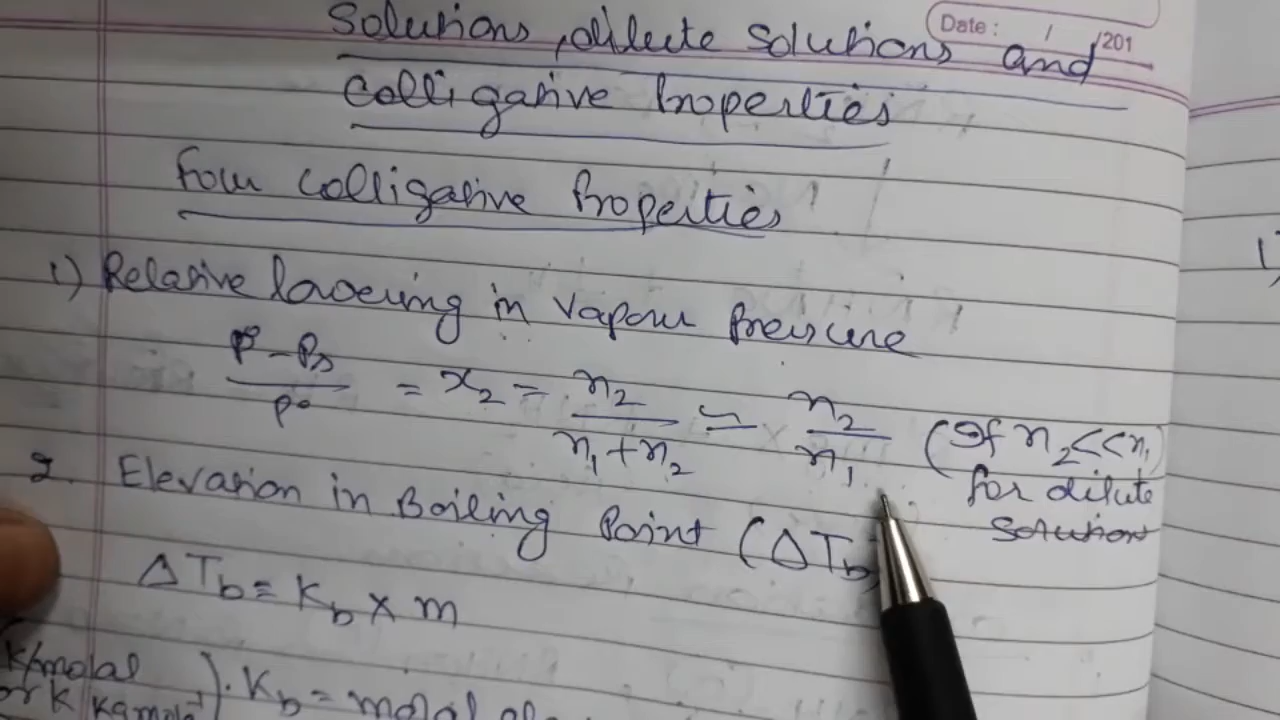 Date: / /201
Solutions, dilute solutions and
Colligative Properties
Four Colligative Properties
1) Relative lowering in Vapour Pressure
P° - Ps / P° = x2 = n2 / n1 + n2 ≃ n2 / n1 (If n2 << n1
for dilute
solution
2. Elevation in Boiling Point (ΔTb
ΔTb = Kb × m
K/molal
or K kg mole⁻¹). Kb = molal